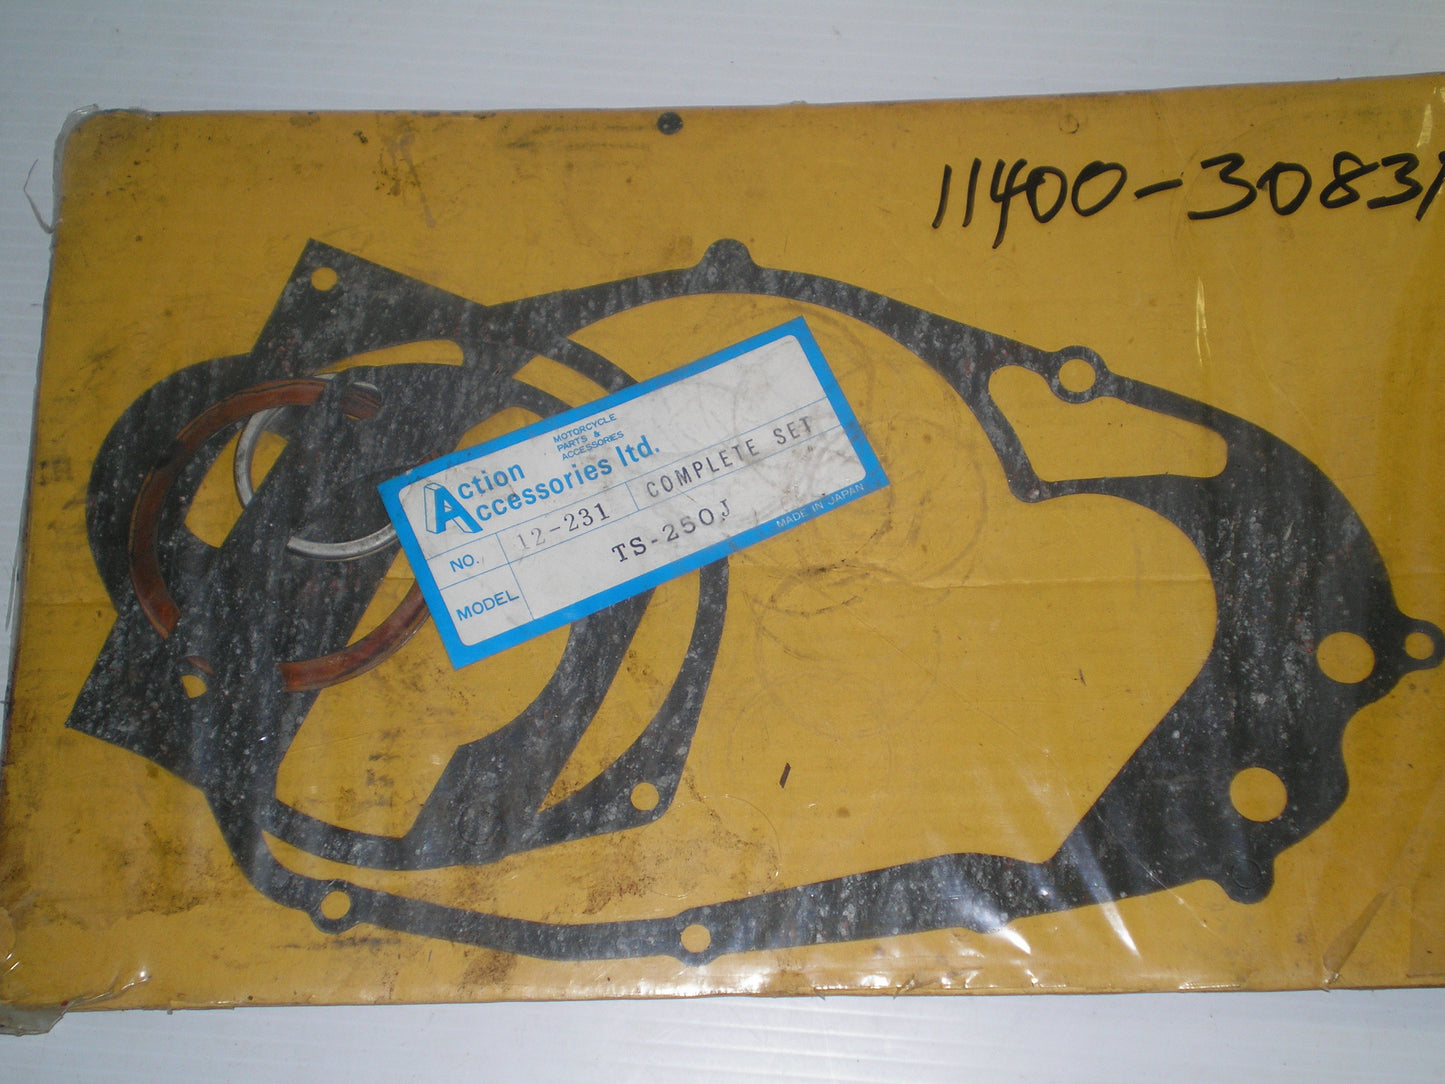 11400-3083
Action
Accessories ltd.
MOTORCYCLE
PARTS &
ACCESSORIES
NO. 12-231 COMPLETE SET
MODEL TS-250J
MADE IN JAPAN